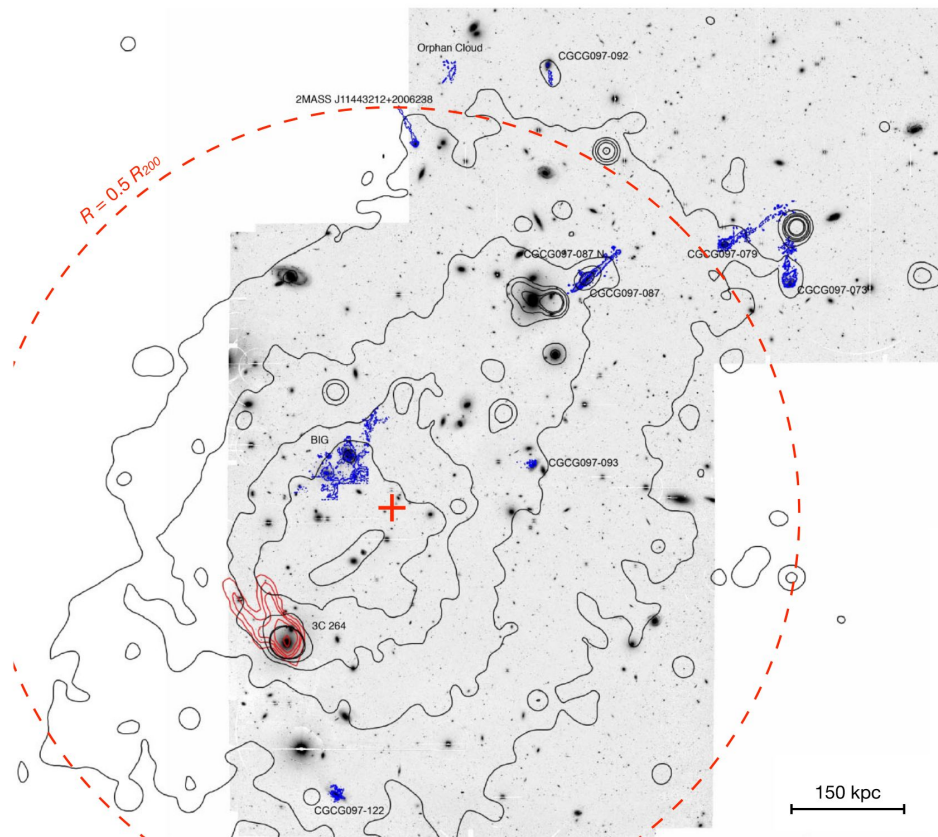 Orphan Cloud
CGCG097-092
2MASS J11443212+2006238
R = 0.5 R200
CGCG097-087 N
CGCG097-079
CGCG097-087
CGCG097-073
BIG
CGCG097-093
3C 264
150 kpc
CGCG097-122